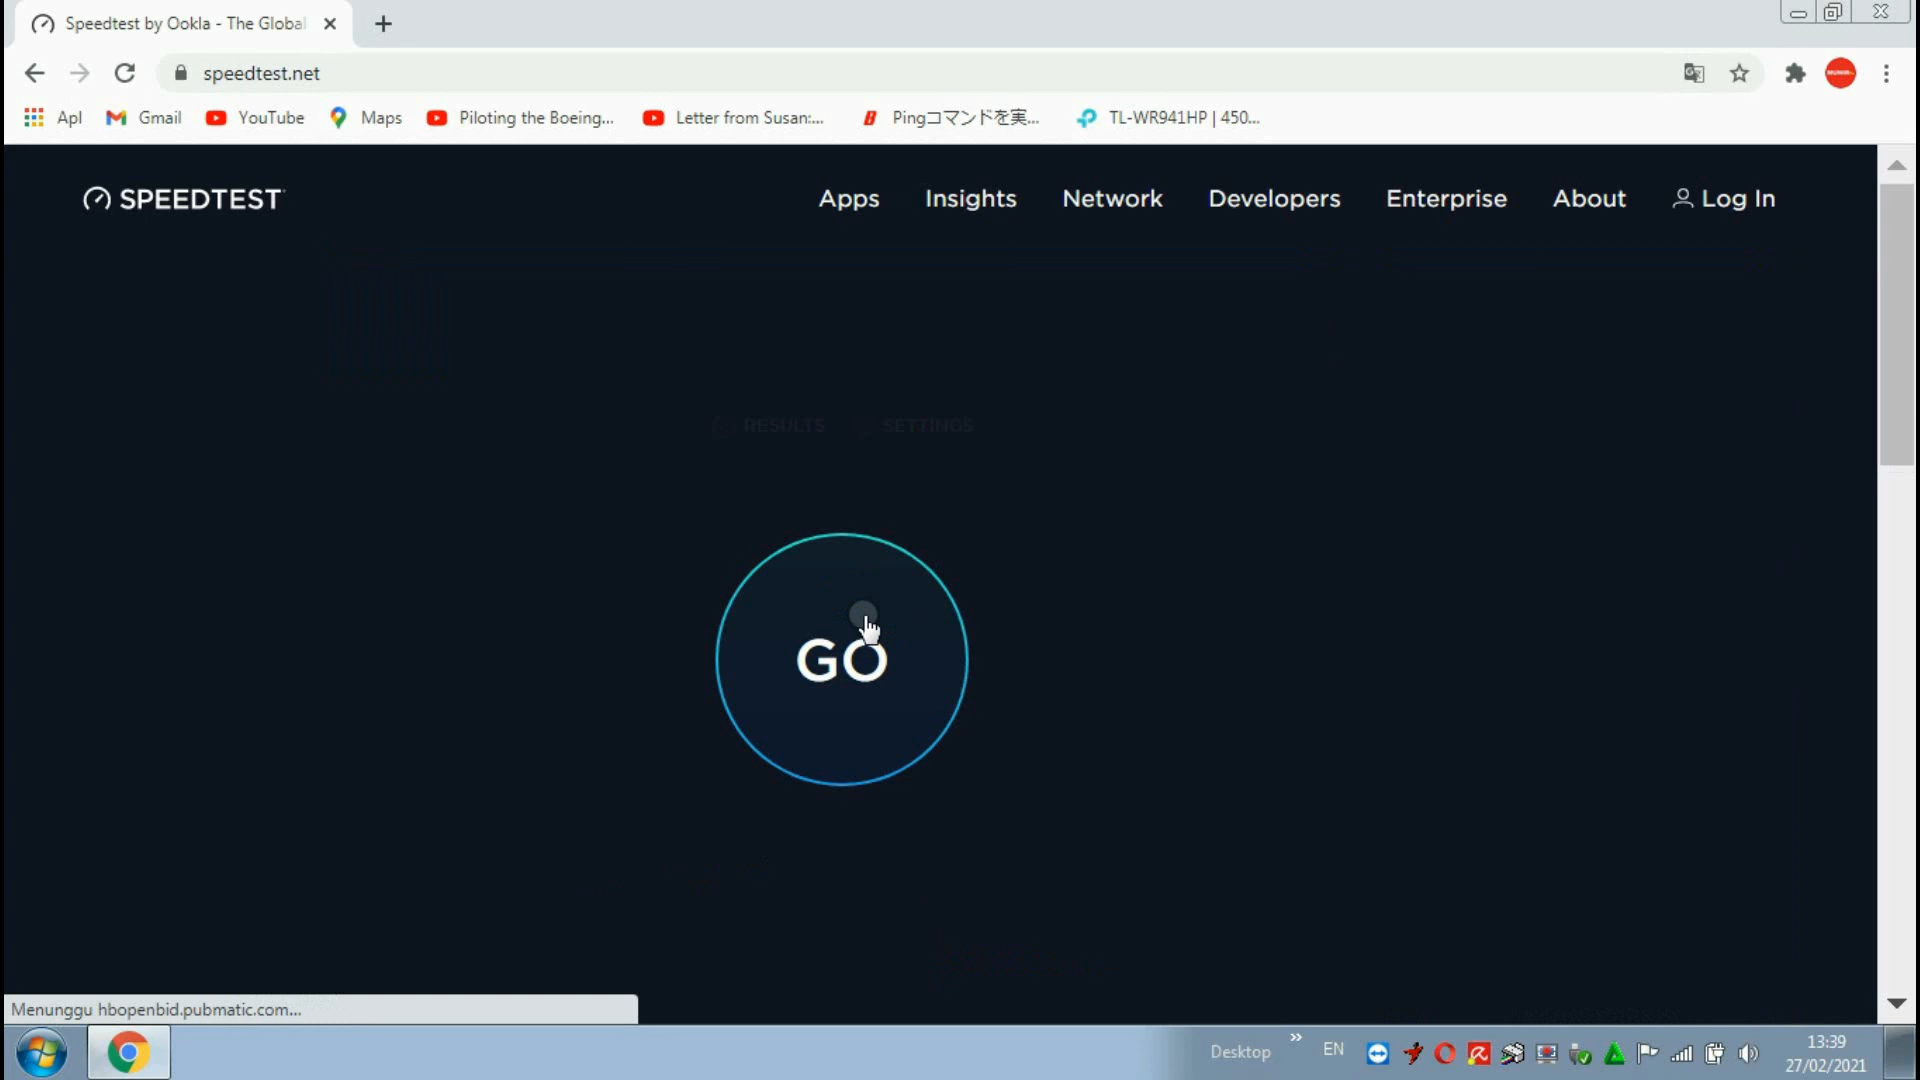 Speedtest by Ookla - The Global
speedtest.net
Apl
Gmail
YouTube
Maps
Piloting the Boeing...
Letter from Susan:...
Pingコマンドを実...
TL-WR941HP | 450...
SPEEDTEST
Apps
Insights
Network
Developers
Enterprise
About
Log In
RESULTS
SETTINGS
GO
Menunggu hbopenbid.pubmatic.com...
Desktop
EN
13:39
27/02/2021